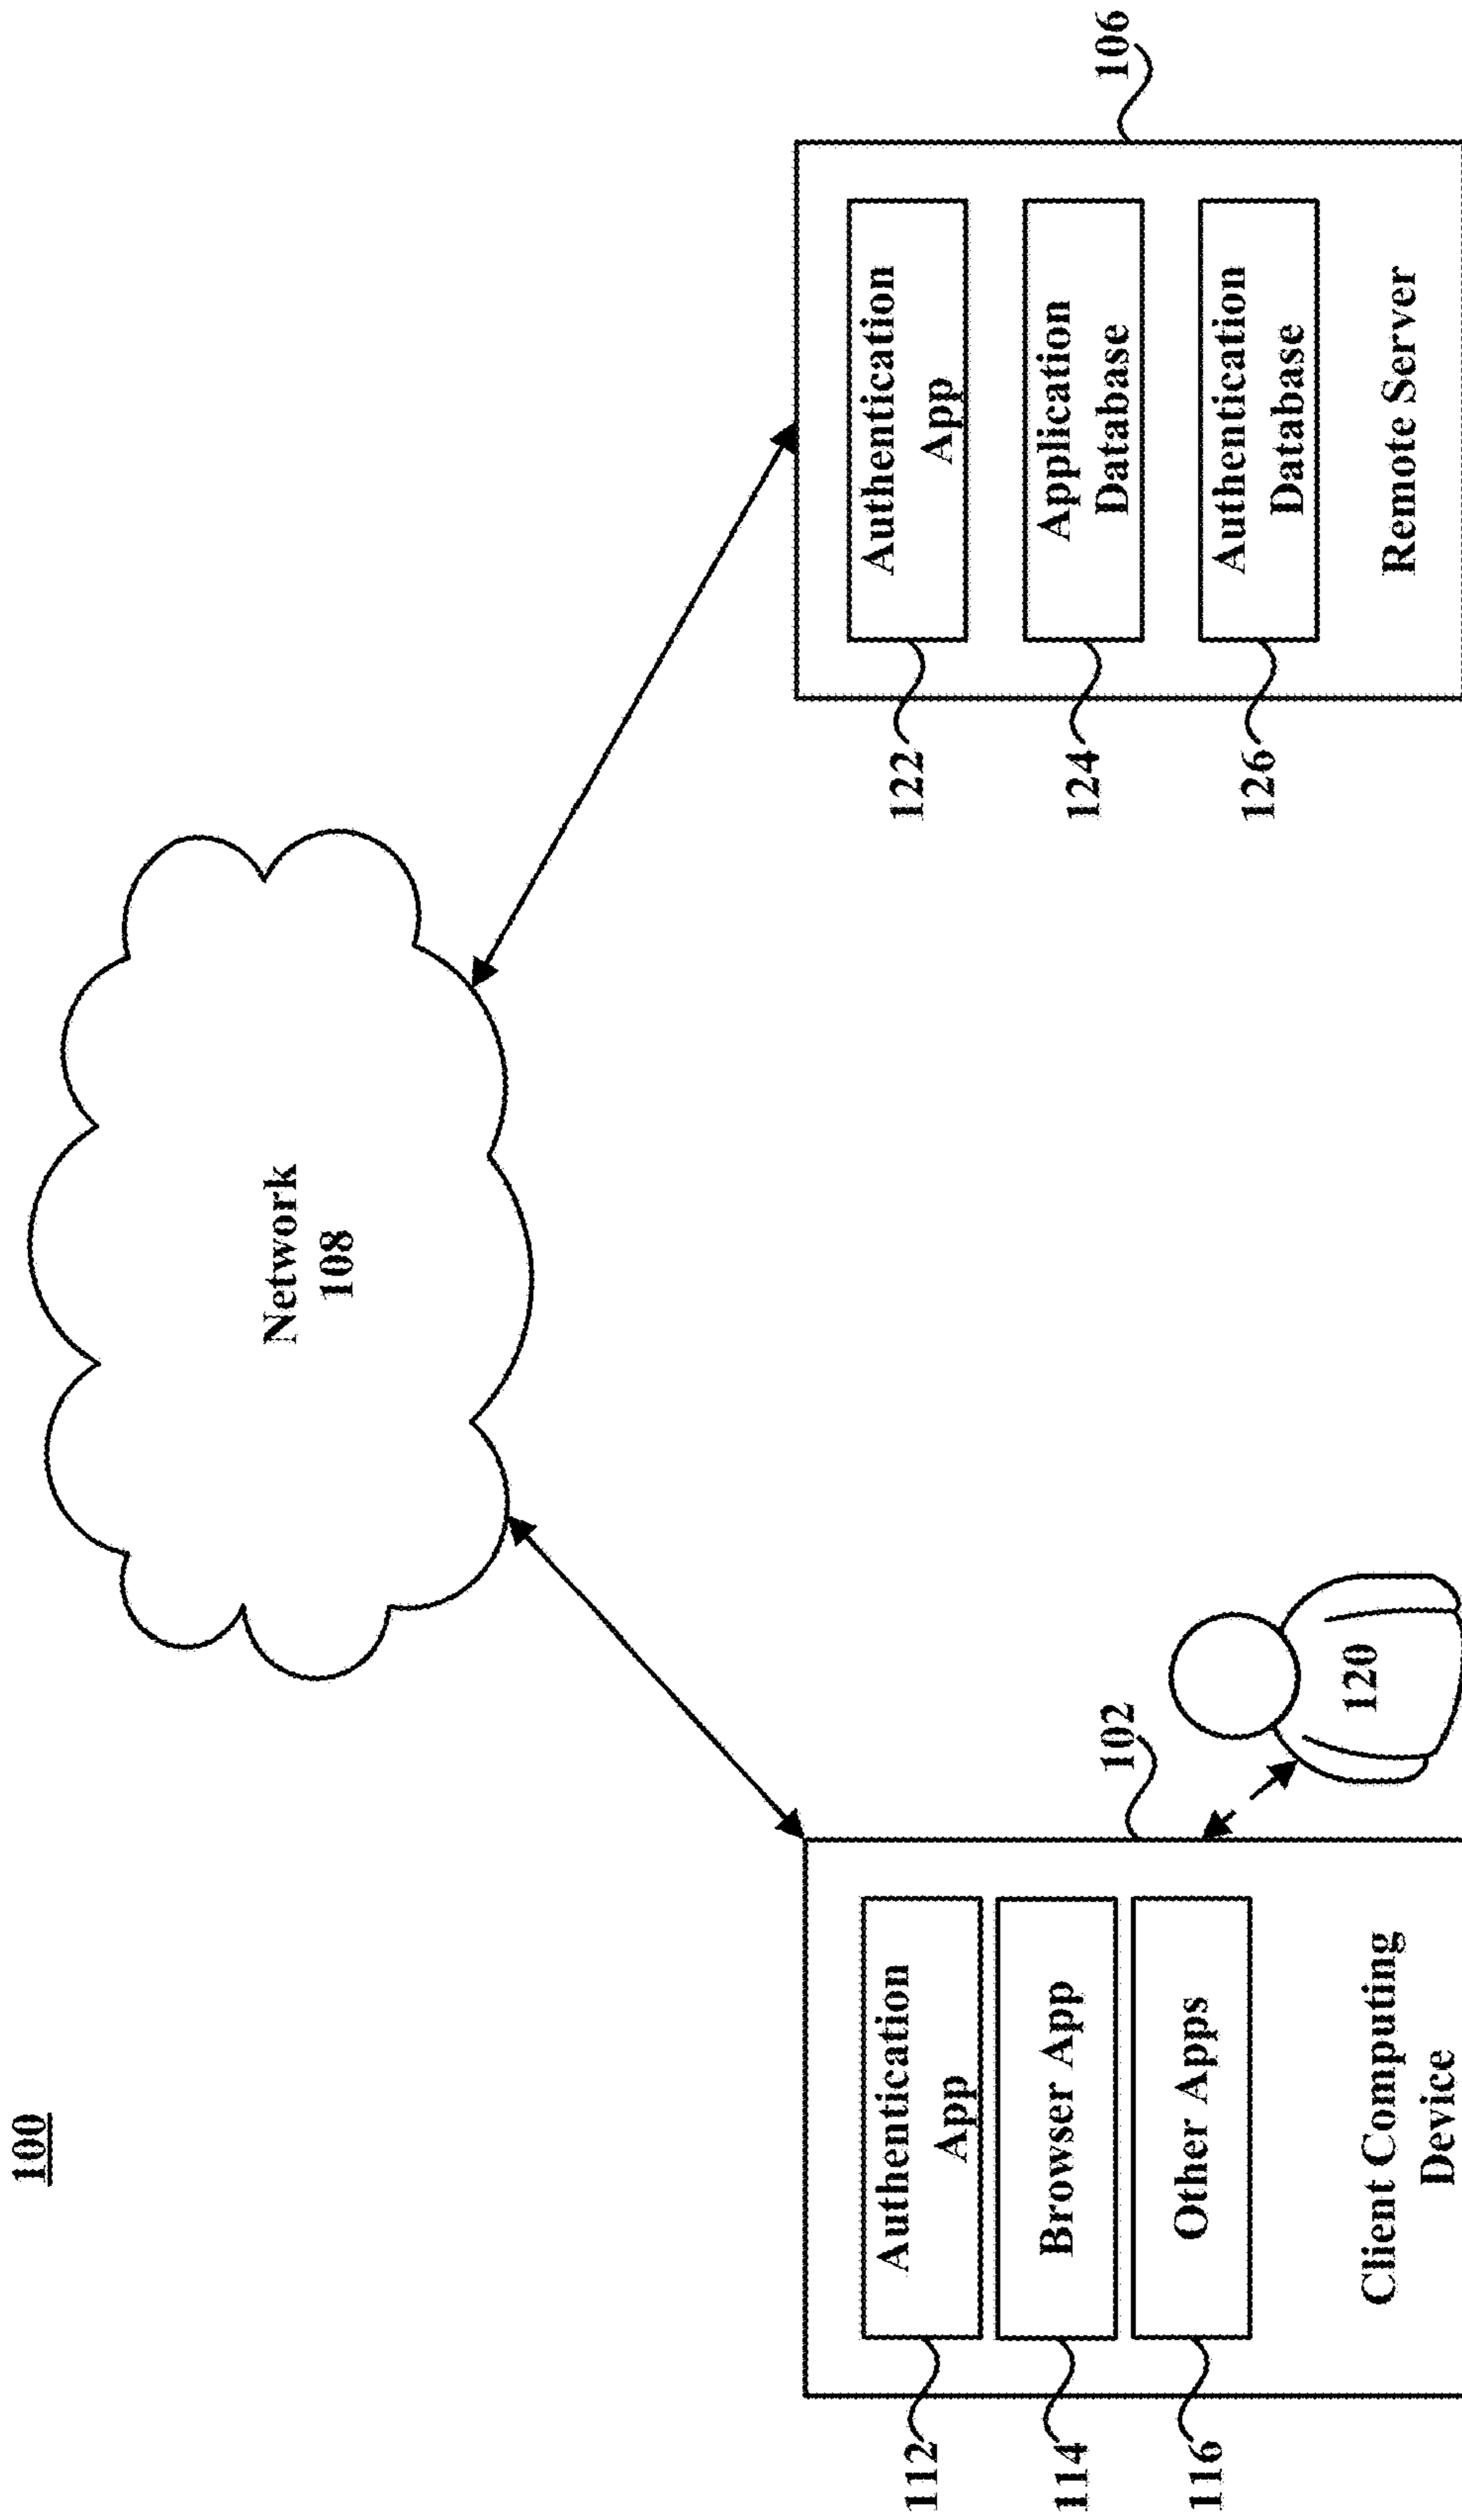 100
Network
108
102
106
112
Authentication
App
114
Browser App
116
Other Apps
Client Computing
Device
120
122
Authentication
App
124
Application
Database
126
Authentication
Database
Remote Server